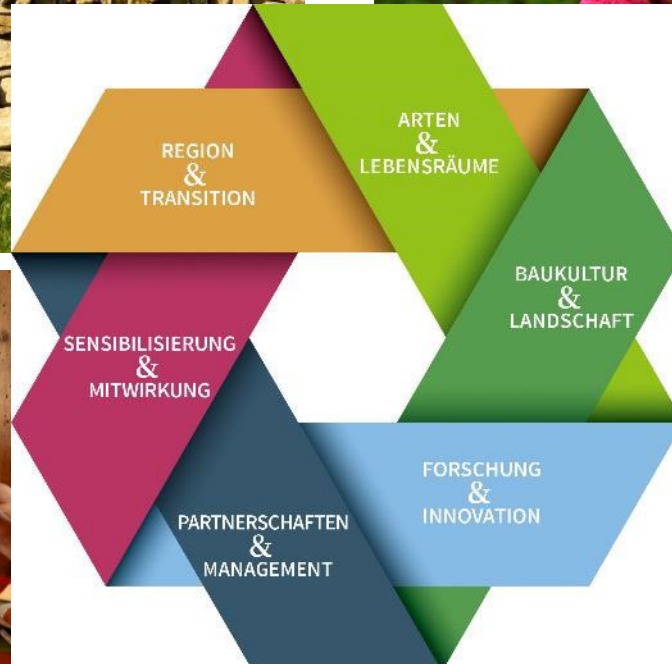 ARTEN
&
LEBENSRÄUME
REGION
&
TRANSITION
BAUKULTUR
&
LANDSCHAFT
SENSIBILISIERUNG
&
MITWIRKUNG
FORSCHUNG
&
INNOVATION
PARTNERSCHAFTEN
&
MANAGEMENT